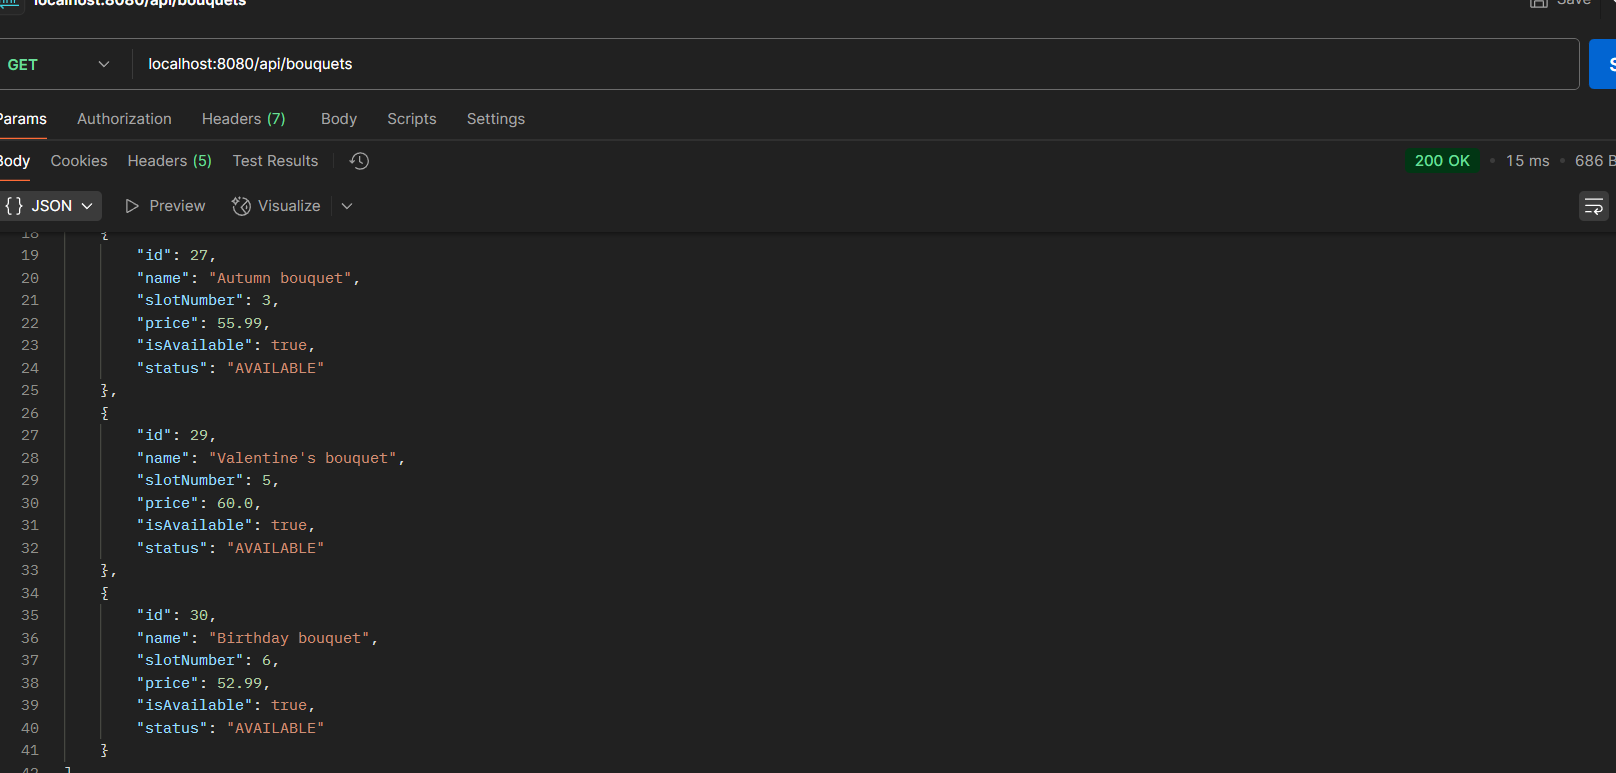 localhost:8080/api/bouquets
Save
GET
localhost:8080/api/bouquets
S
Params
Authorization
Headers (7)
Body
Scripts
Settings
Body
Cookies
Headers (5)
Test Results
200 OK
15 ms
686 B
{} JSON
Preview
Visualize
18 {
19 "id": 27,
20 "name": "Autumn bouquet",
21 "slotNumber": 3,
22 "price": 55.99,
23 "isAvailable": true,
24 "status": "AVAILABLE"
25 },
26 {
27 "id": 29,
28 "name": "Valentine's bouquet",
29 "slotNumber": 5,
30 "price": 60.0,
31 "isAvailable": true,
32 "status": "AVAILABLE"
33 },
34 {
35 "id": 30,
36 "name": "Birthday bouquet",
37 "slotNumber": 6,
38 "price": 52.99,
39 "isAvailable": true,
40 "status": "AVAILABLE"
41 }
42 ]